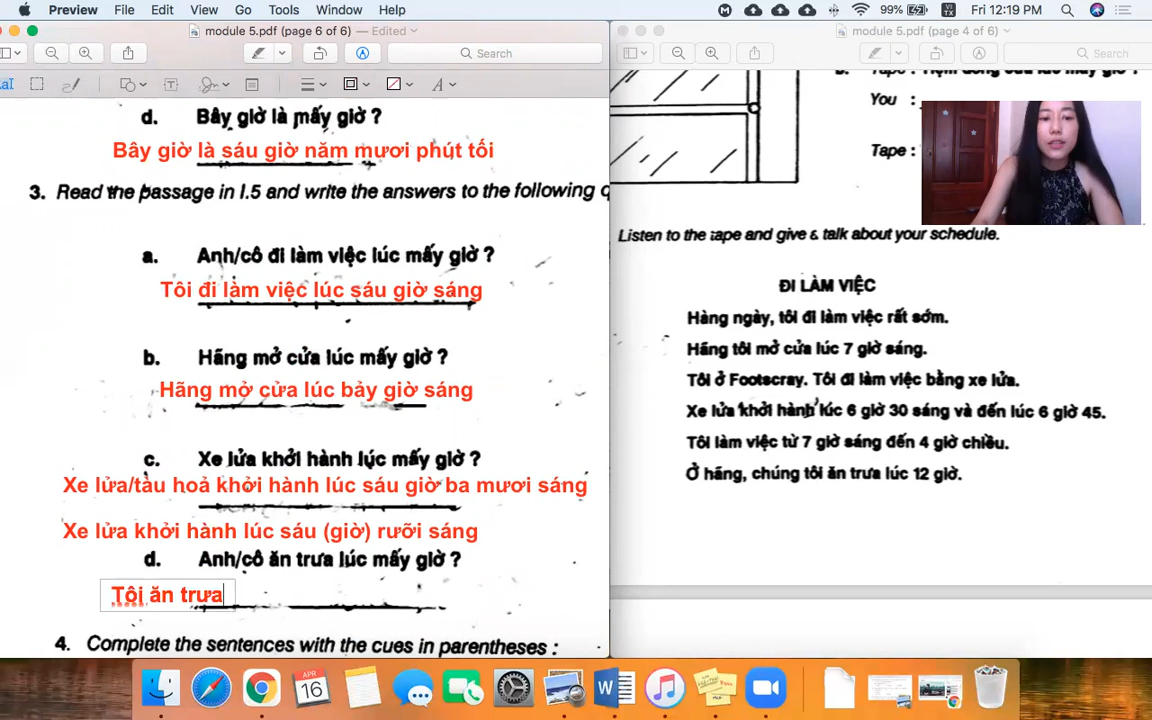 Preview File Edit View Go Tools Window Help 99% VI TX Fri 12:19 PM
module 5.pdf (page 6 of 6) — Edited
Search
d. Bây giờ là mấy giờ ?
Bây giờ là sáu giờ năm mươi phút tối
3. Read the passage in I.5 and write the answers to the following q
a. Anh/cô đi làm việc lúc mấy giờ ?
Tôi đi làm việc lúc sáu giờ sáng
b. Hãng mở cửa lúc mấy giờ ?
Hãng mở cửa lúc bảy giờ sáng
c. Xe lửa khởi hành lúc mấy giờ ?
Xe lửa/tàu hoả khởi hành lúc sáu giờ ba mươi sáng
Xe lửa khởi hành lúc sáu (giờ) rưỡi sáng
d. Anh/cô ăn trưa lúc mấy giờ ?
Tôi ăn trưa
4. Complete the sentences with the cues in parentheses :
module 5.pdf (page 4 of 6)
Search
You :
Tape :
Listen to the tape and give & talk about your schedule.
ĐI LÀM VIỆC
Hàng ngày, tôi đi làm việc rất sớm.
Hãng tôi mở cửa lúc 7 giờ sáng.
Tôi ở Footscray. Tôi đi làm việc bằng xe lửa.
Xe lửa khởi hành lúc 6 giờ 30 sáng và đến lúc 6 giờ 45.
Tôi làm việc từ 7 giờ sáng đến 4 giờ chiều.
Ở hãng, chúng tôi ăn trưa lúc 12 giờ.
APR
16